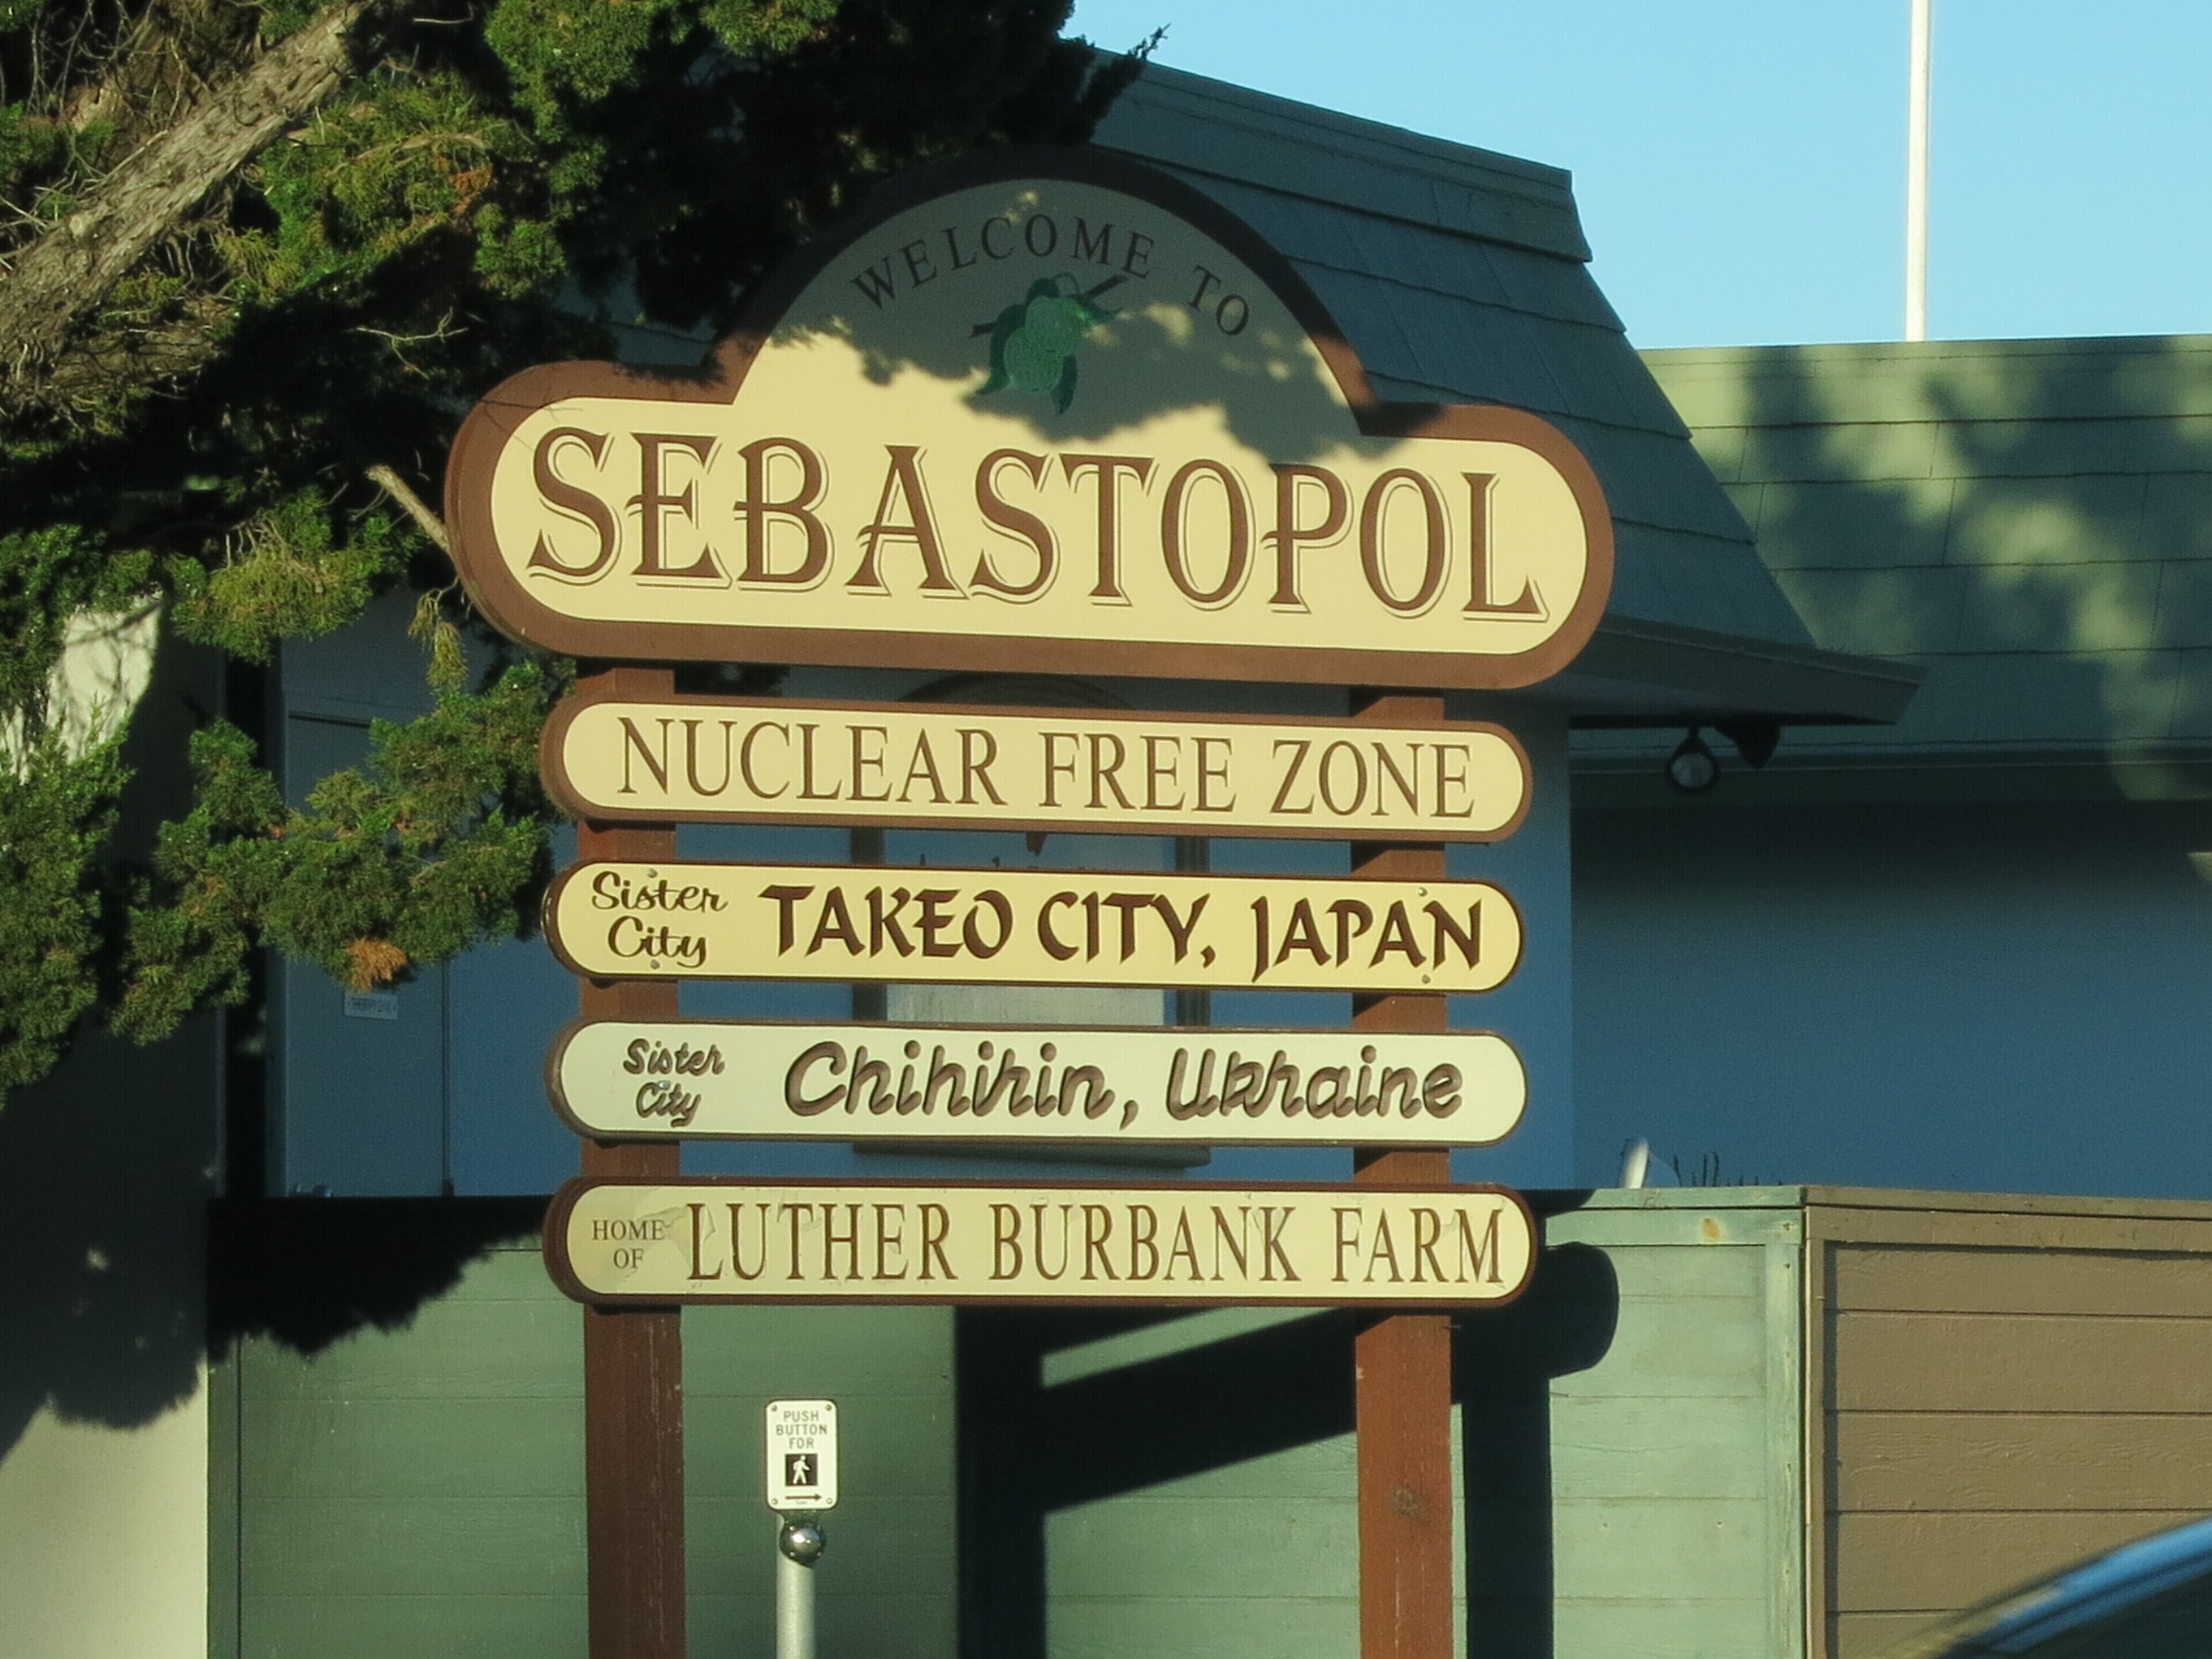 WELCOME TO
SEBASTOPOL
NUCLEAR FREE ZONE
Sister
City
TAKEO CITY, JAPAN
Sister
City
Chihirin, Ukraine
HOME
OF
LUTHER BURBANK FARM
PUSH
BUTTON
FOR